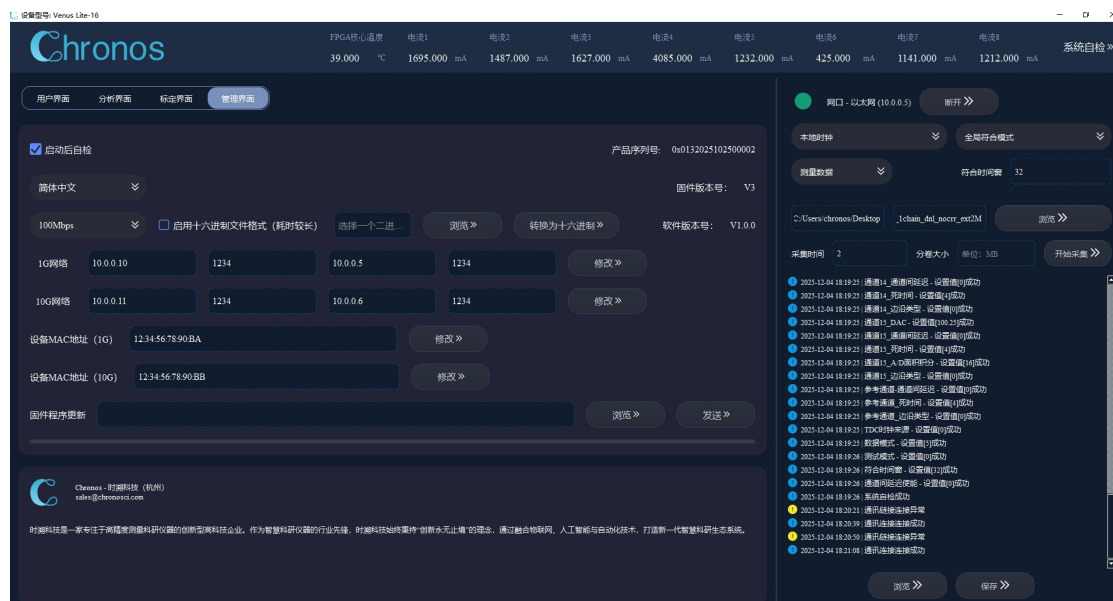 设备型号: Venus Lite-16
Chronos
FPGA核心温度 电流1 电流2 电流3 电流4 电流5 电流6 电流7 电流8
39.000 ℃ 1695.000 mA 1487.000 mA 1627.000 mA 4085.000 mA 1232.000 mA 425.000 mA 1141.000 mA 1212.000 mA
系统自检»
用户界面 分析界面 标定界面 管理界面
启动后自检 产品序列号: 0x0132025102500002
简体中文 固件版本号: V3
100Mbps 启用十六进制文件格式（耗时较长） 选择一个二进... 浏览» 转换为十六进制» 软件版本号: V1.0.0
1G网络 10.0.0.10 1234 10.0.0.5 1234 修改»
10G网络 10.0.0.11 1234 10.0.0.6 1234 修改»
设备MAC地址（1G） 12:34:56:78:90:BA 修改»
设备MAC地址（10G） 12:34:56:78:90:BB 修改»
固件程序更新 浏览» 发送»
Chronos - 时溯科技（杭州）
sales@chronosci.com
时溯科技是一家专注于高精度测量科研仪器的创新型高科技企业。作为智慧科研仪器的行业先锋，时溯科技始终秉持“创新永无止境”的理念，通过融合物联网、人工智能与自动化技术，打造新一代智慧科研生态系统。
网口 - 以太网 (10.0.0.5) 断开»
本地时钟 全局符合模式
测量数据 符合时间窗 32
C:/Users/chronos/Desktop _1chain_dnl_nocrr_ext2M 浏览»
采集时间 2 分卷大小 单位: MB 开始采集»
2025-12-04 18:19:25 | 通道14_通道间延迟 - 设置值[0]成功
2025-12-04 18:19:25 | 通道14_死时间 - 设置值[4]成功
2025-12-04 18:19:25 | 通道14_边沿类型 - 设置值[0]成功
2025-12-04 18:19:25 | 通道15_DAC - 设置值[100.25]成功
2025-12-04 18:19:25 | 通道15_通道间延迟 - 设置值[0]成功
2025-12-04 18:19:25 | 通道15_死时间 - 设置值[4]成功
2025-12-04 18:19:25 | 通道15_A/D面积积分 - 设置值[16]成功
2025-12-04 18:19:25 | 通道15_边沿类型 - 设置值[0]成功
2025-12-04 18:19:25 | 参考通道-通道间延迟 - 设置值[0]成功
2025-12-04 18:19:25 | 参考通道_死时间 - 设置值[4]成功
2025-12-04 18:19:25 | 参考通道_边沿类型 - 设置值[0]成功
2025-12-04 18:19:25 | TDC时钟来源 - 设置值[0]成功
2025-12-04 18:19:25 | 数据模式 - 设置值[5]成功
2025-12-04 18:19:26 | 测试模式 - 设置值[0]成功
2025-12-04 18:19:26 | 符合时间窗 - 设置值[32]成功
2025-12-04 18:19:26 | 通道间延迟使能 - 设置值[0]成功
2025-12-04 18:19:26 | 系统自检成功
2025-12-04 18:20:21 | 通讯链接连接异常
2025-12-04 18:20:39 | 通讯链接连接成功
2025-12-04 18:20:50 | 通讯链接连接异常
2025-12-04 18:21:08 | 通讯连接连接成功
浏览» 保存»